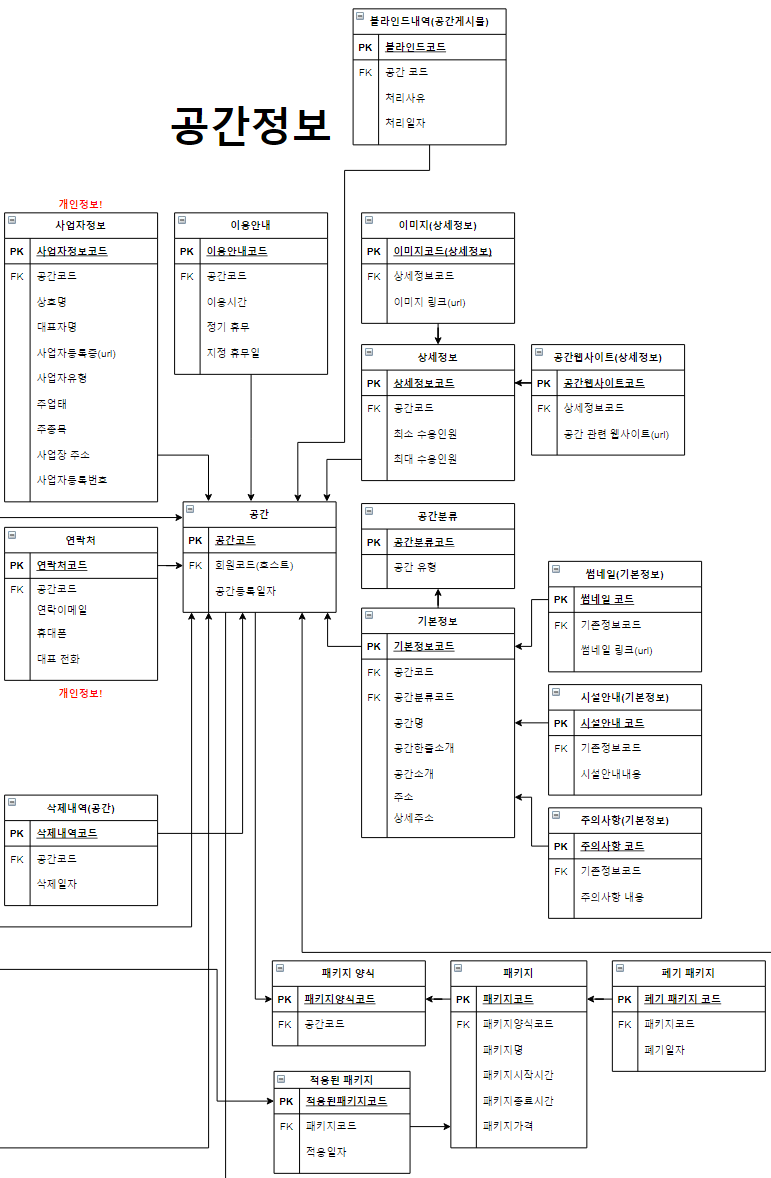 블라인드내역(공간게시물)
PK 블라인드코드
FK 공간 코드
처리사유
처리일자
공간정보
개인정보!
사업자정보
PK 사업자정보코드
FK 공간코드
상호명
대표자명
사업자등록증(url)
사업자유형
주업태
주종목
사업장 주소
사업자등록번호
이용안내
PK 이용안내코드
FK 공간코드
이용시간
정기 휴무
지정 휴무일
이미지(상세정보)
PK 이미지코드(상세정보)
FK 상세정보코드
이미지 링크(url)
상세정보
PK 상세정보코드
FK 공간코드
최소 수용인원
최대 수용인원
공간웹사이트(상세정보)
PK 공간웹사이트코드
FK 상세정보코드
공간 관련 웹사이트(url)
공간
PK 공간코드
FK 회원코드(호스트)
공간등록일자
공간분류
PK 공간분류코드
공간 유형
연락처
PK 연락처코드
FK 공간코드
연락이메일
휴대폰
대표 전화
개인정보!
기본정보
PK 기본정보코드
FK 공간코드
FK 공간분류코드
공간명
공간한줄소개
공간소개
주소
상세주소
썸네일(기본정보)
PK 썸네일 코드
FK 기존정보코드
썸네일 링크(url)
시설안내(기본정보)
PK 시설안내 코드
FK 기존정보코드
시설안내내용
주의사항(기본정보)
PK 주의사항 코드
FK 기존정보코드
주의사항 내용
삭제내역(공간)
PK 삭제내역코드
FK 공간코드
삭제일자
패키지 양식
PK 패키지양식코드
FK 공간코드
패키지
PK 패키지코드
FK 패키지양식코드
패키지명
패키지시작시간
패키지종료시간
패키지가격
폐기 패키지
PK 폐기 패키지 코드
FK 패키지코드
폐기일자
적용된 패키지
PK 적용된패키지코드
FK 패키지코드
적용일자